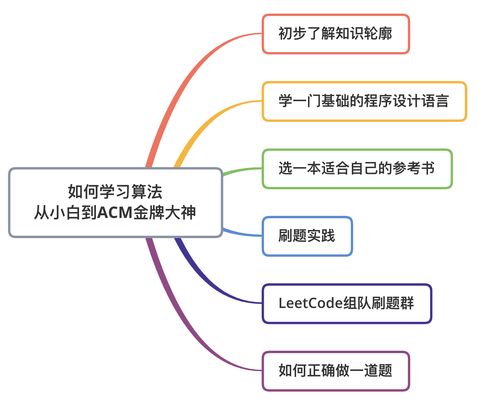 初步了解知识轮廓
学一门基础的程序设计语言
选一本适合自己的参考书
如何学习算法
从小白到ACM金牌大神
刷题实践
LeetCode组队刷题群
如何正确做一道题